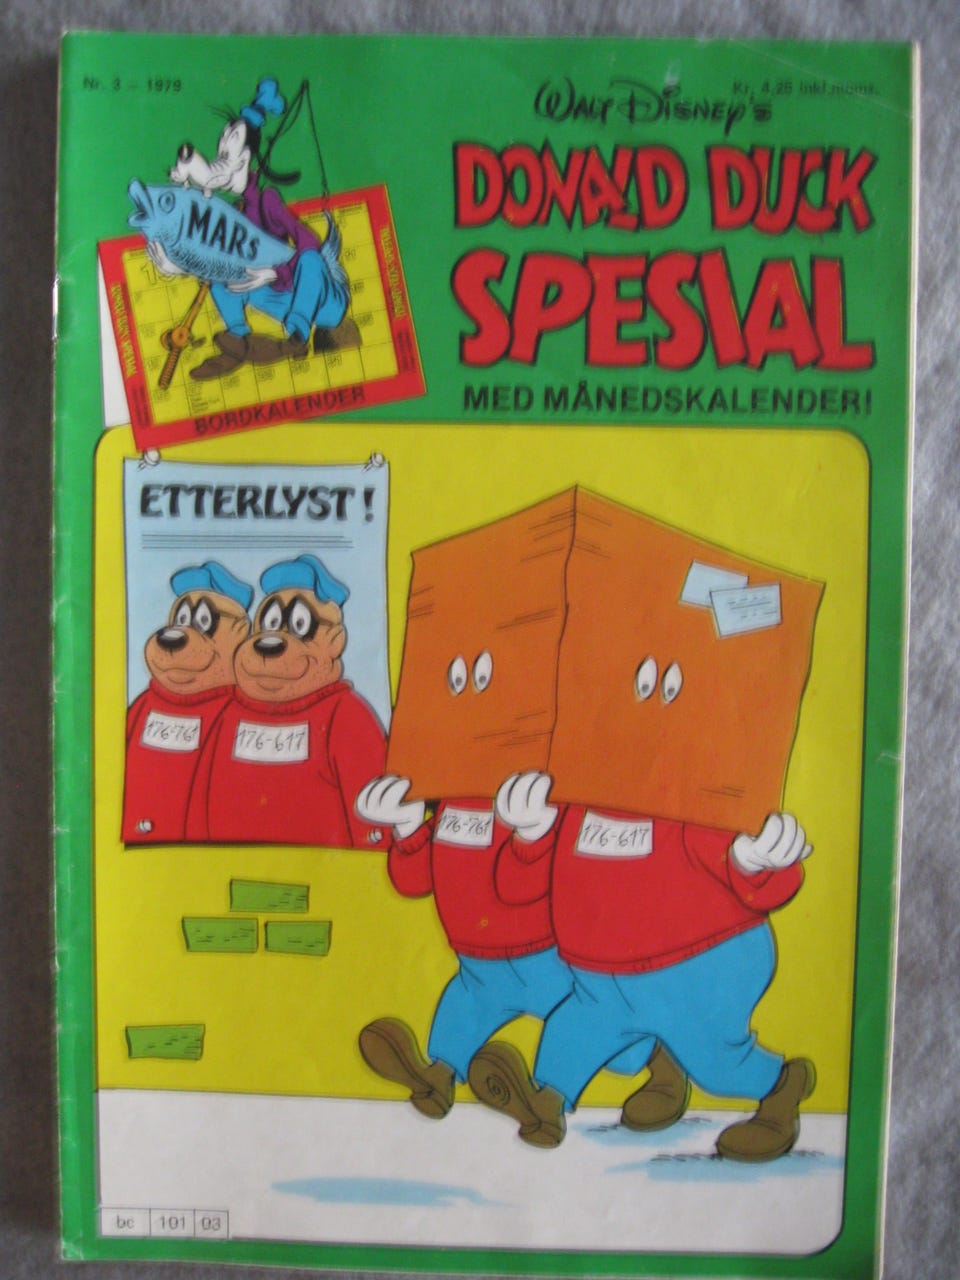 Nr. 3 - 1979
Kr. 4,25 inkl.moms.
WALT DISNEY'S
DONALD DUCK
SPESIAL
MED MÅNEDSKALENDER!
MARS
BORDKALENDER
ETTERLYST!
176-761
176-617
176-761
176-617
bc 101 03